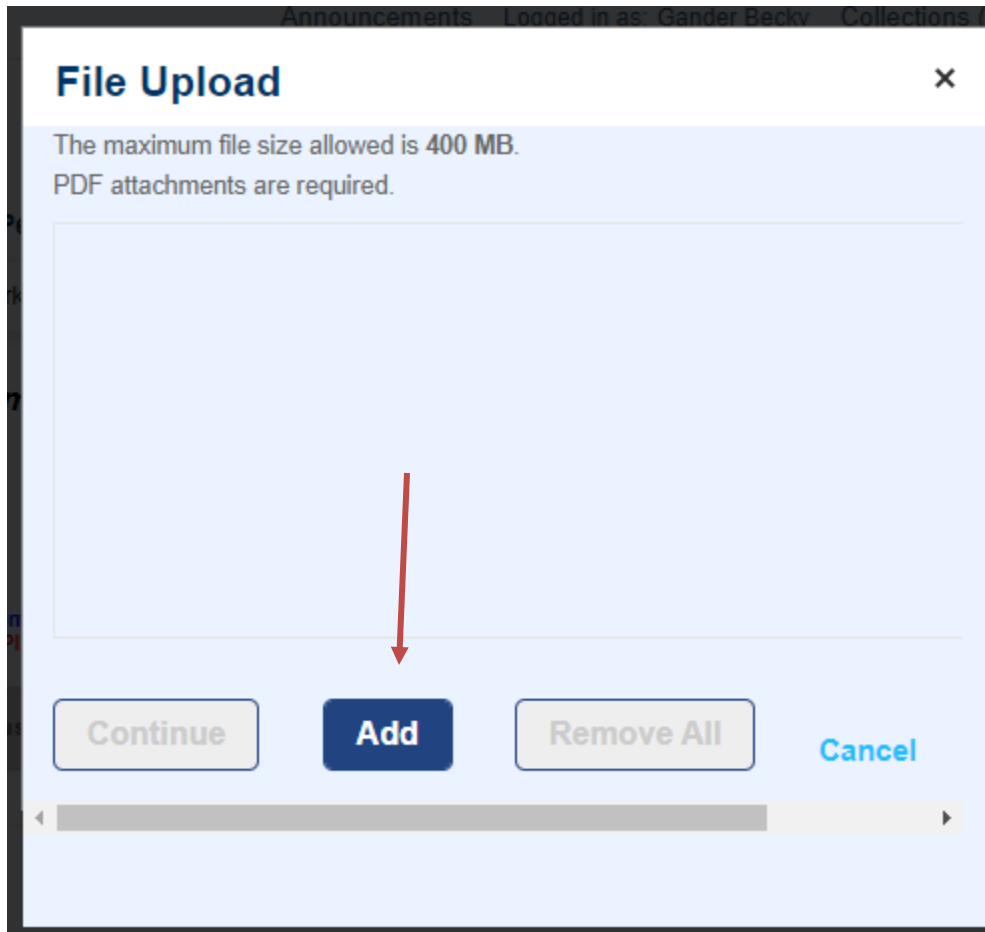 Announcements Logged in as: Gander Becky Collections
File Upload ×
The maximum file size allowed is 400 MB.
PDF attachments are required.
Continue Add Remove All Cancel